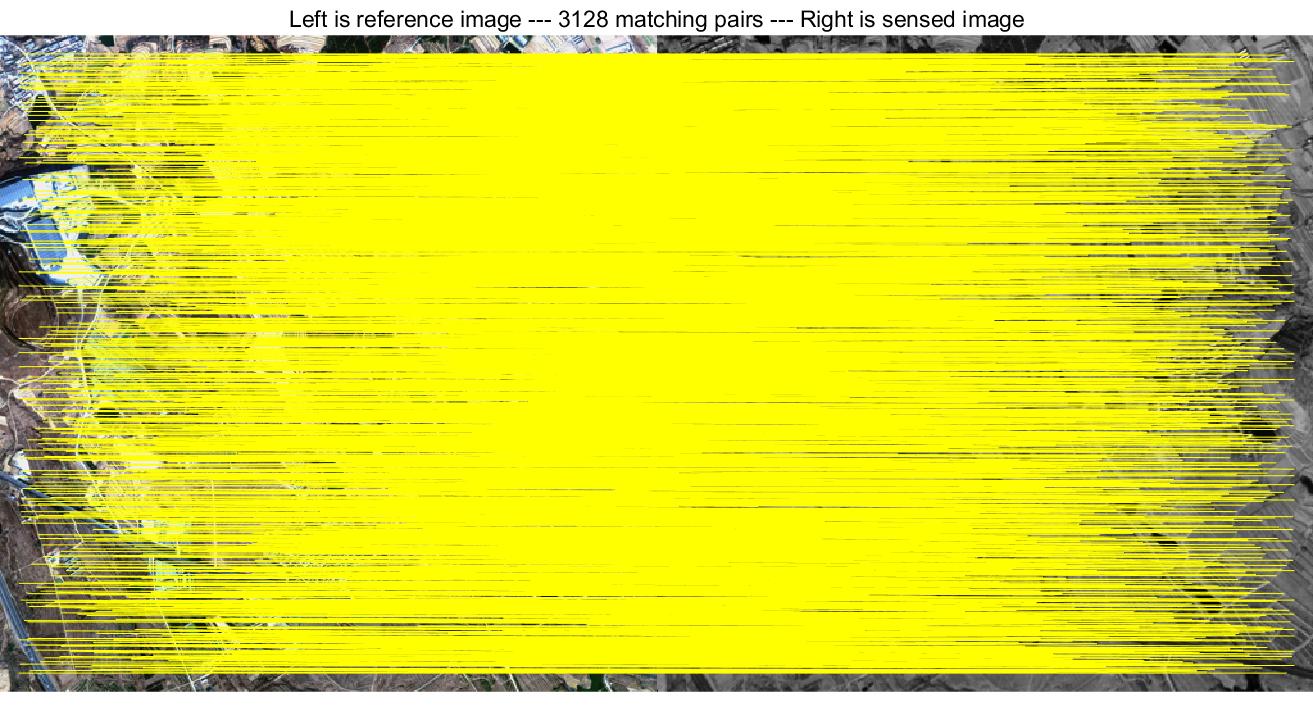 Left is reference image --- 3128 matching pairs --- Right is sensed image